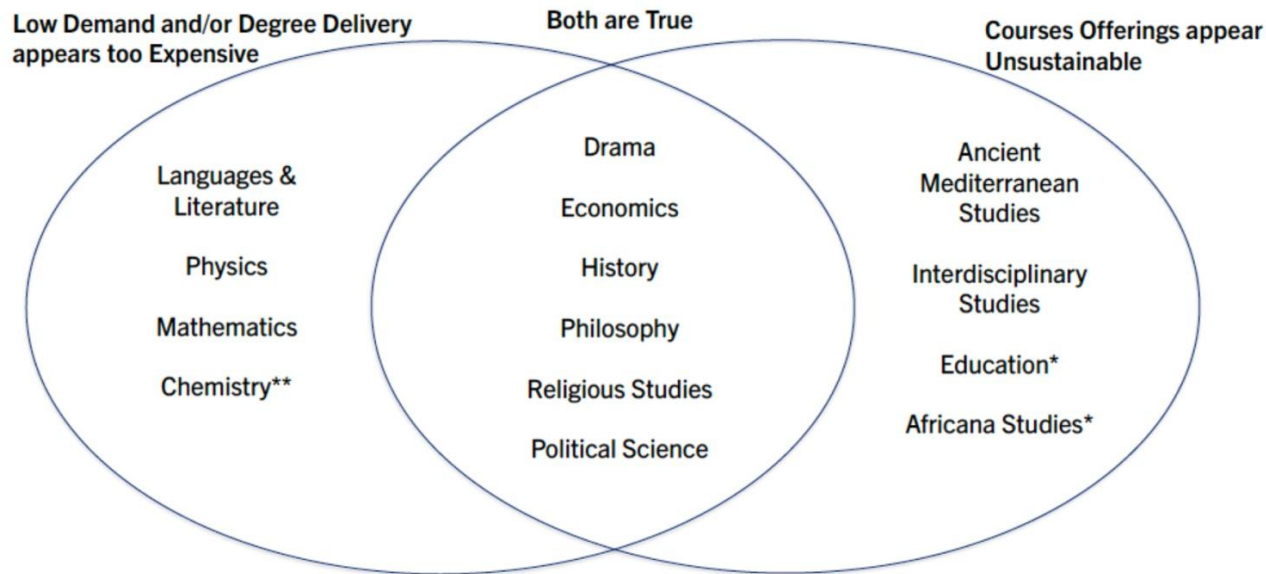 Low Demand and/or Degree Delivery
appears too Expensive
Both are True
Courses Offerings appear
Unsustainable
Languages &
Literature
Physics
Mathematics
Chemistry**
Drama
Economics
History
Philosophy
Religious Studies
Political Science
Ancient
Mediterranean
Studies
Interdisciplinary
Studies
Education*
Africana Studies*